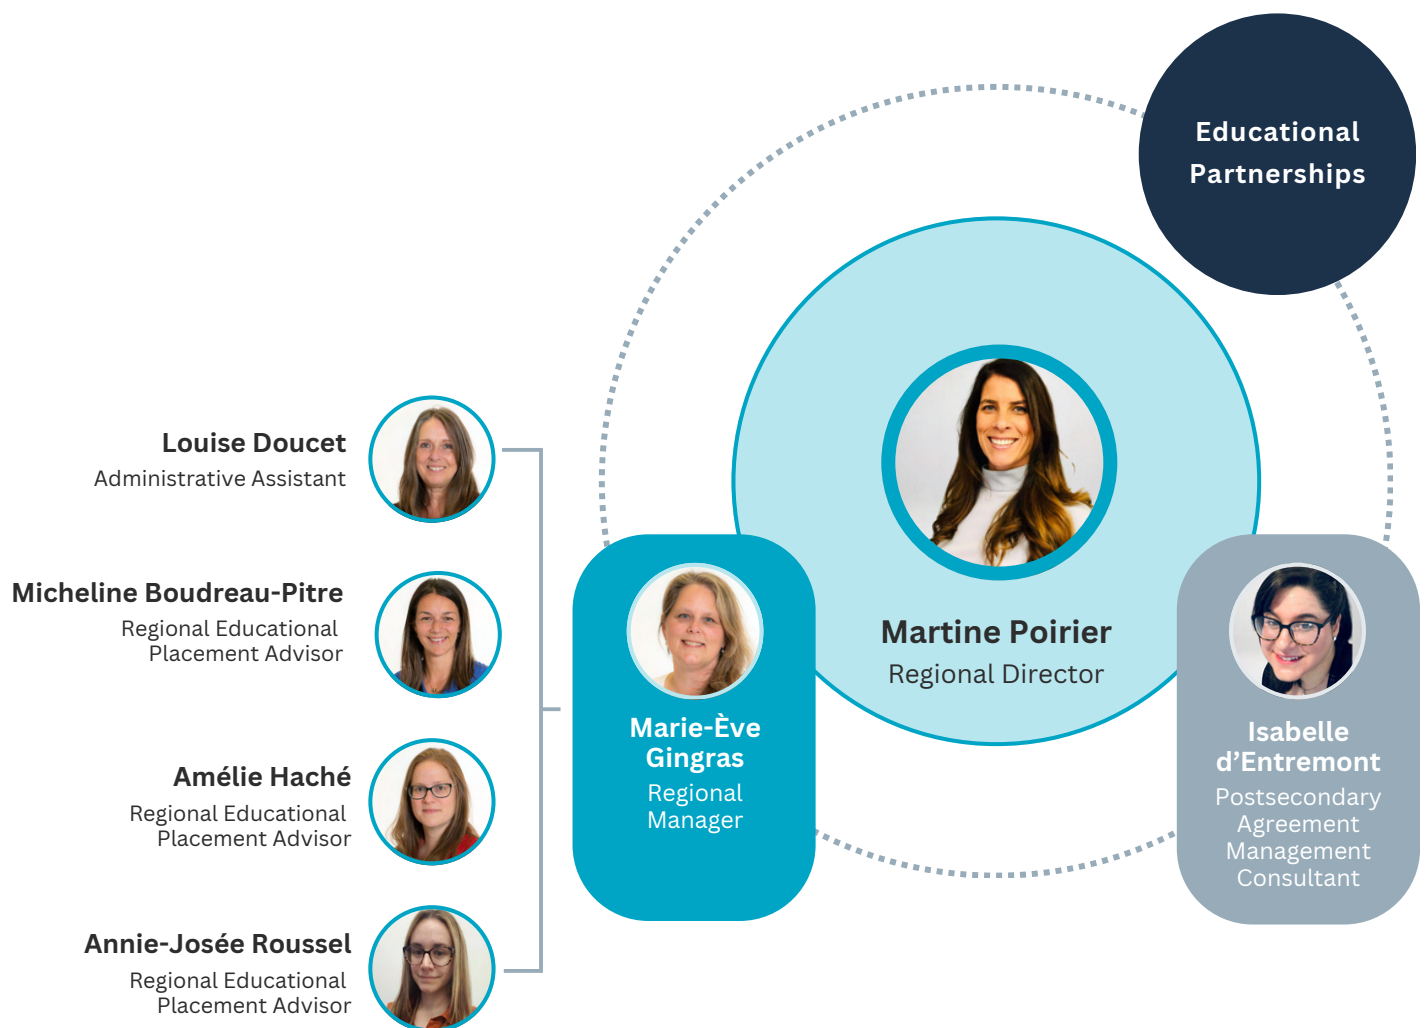 Educational
Partnerships
Louise Doucet
Administrative Assistant
Micheline Boudreau-Pitre
Regional Educational
Placement Advisor
Amélie Haché
Regional Educational
Placement Advisor
Annie-Josée Roussel
Regional Educational
Placement Advisor
Marie-Ève
Gingras
Regional
Manager
Martine Poirier
Regional Director
Isabelle
d’Entremont
Postsecondary
Agreement
Management
Consultant